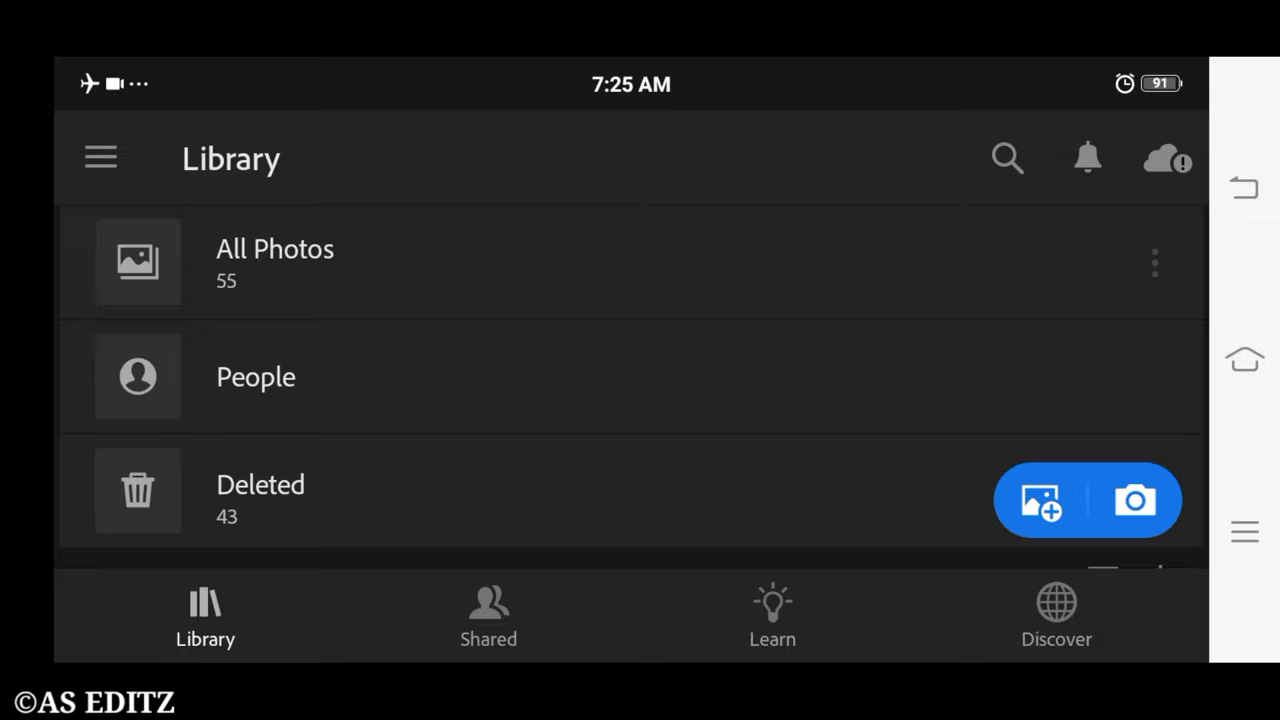 7:25 AM
91
Library
All Photos
55
People
Deleted
43
Library
Shared
Learn
Discover
©AS EDITZ